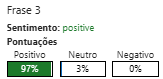 Frase 3
Sentimento: positive
Pontuações
Positivo Neutro Negativo
97% 3% 0%